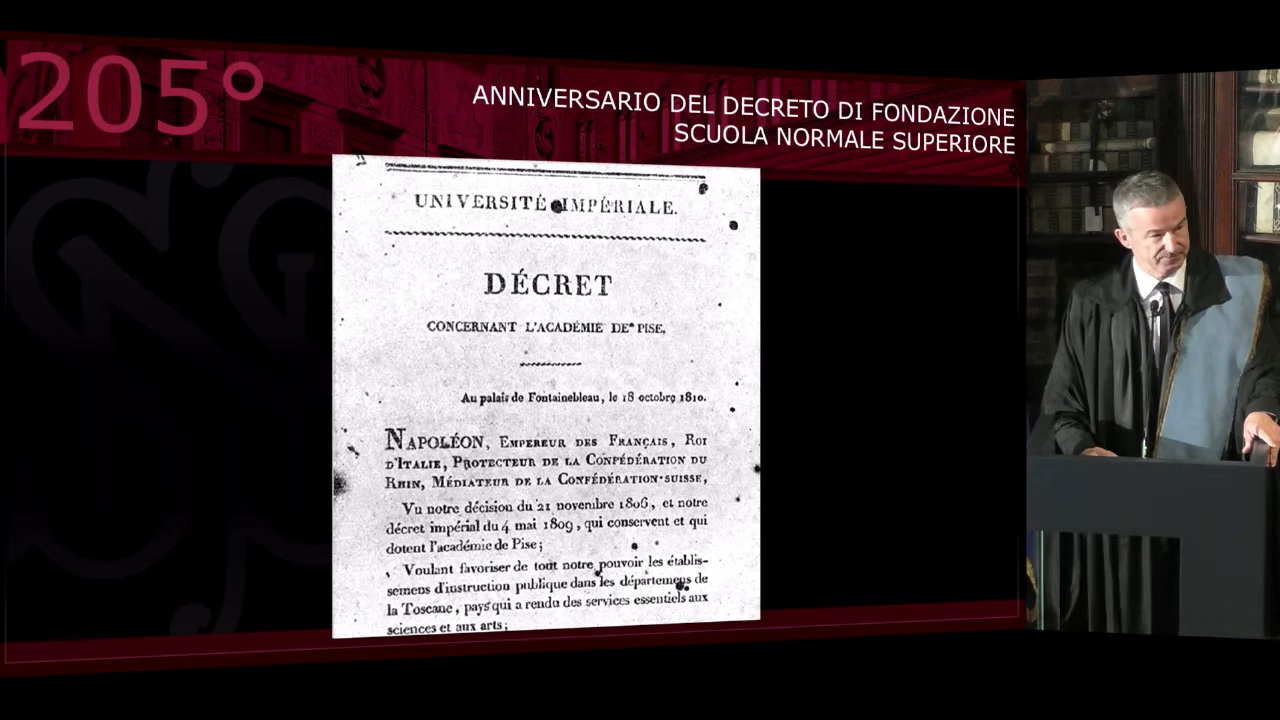 205°
ANNIVERSARIO DEL DECRETO DI FONDAZIONE
SCUOLA NORMALE SUPERIORE
UNIVERSITÉ IMPÉRIALE.
DÉCRET
CONCERNANT L'ACADÉMIE DE PISE,
Au palais de Fontainebleau, le 18 octobre 1810.
NAPOLÉON, EMPEREUR DES FRANÇAIS, ROI
D'ITALIE, PROTECTEUR DE LA CONFÉDÉRATION DU
RHIN, MÉDIATEUR DE LA CONFÉDÉRATION-SUISSE,
Vu notre décision du 21 novembre 1806, et notre
décret impérial du 4 mai 1809, qui conservent et qui
dotent l'académie de Pise;
Voulant favoriser de tout notre pouvoir les établis-
semens d'instruction publique dans les départemens de
la Toscane, pays qui a rendu des services essentiels aux
sciences et aux arts;